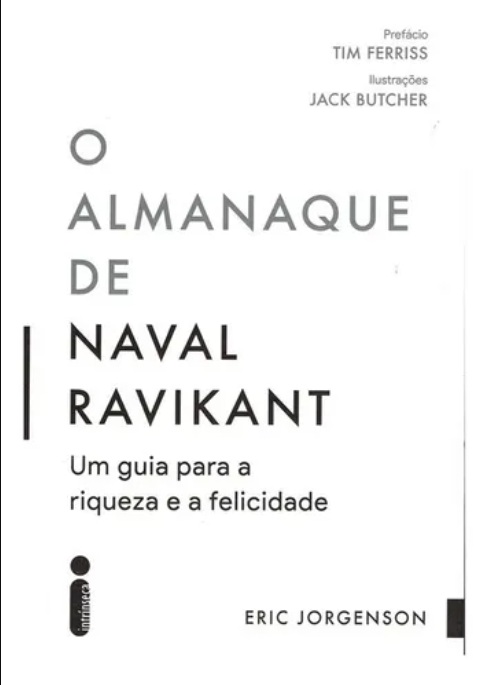 Prefácio
TIM FERRISS
Ilustrações
JACK BUTCHER
O
ALMANAQUE
DE
NAVAL
RAVIKANT
Um guia para a
riqueza e a felicidade
intrínseca
ERIC JORGENSON